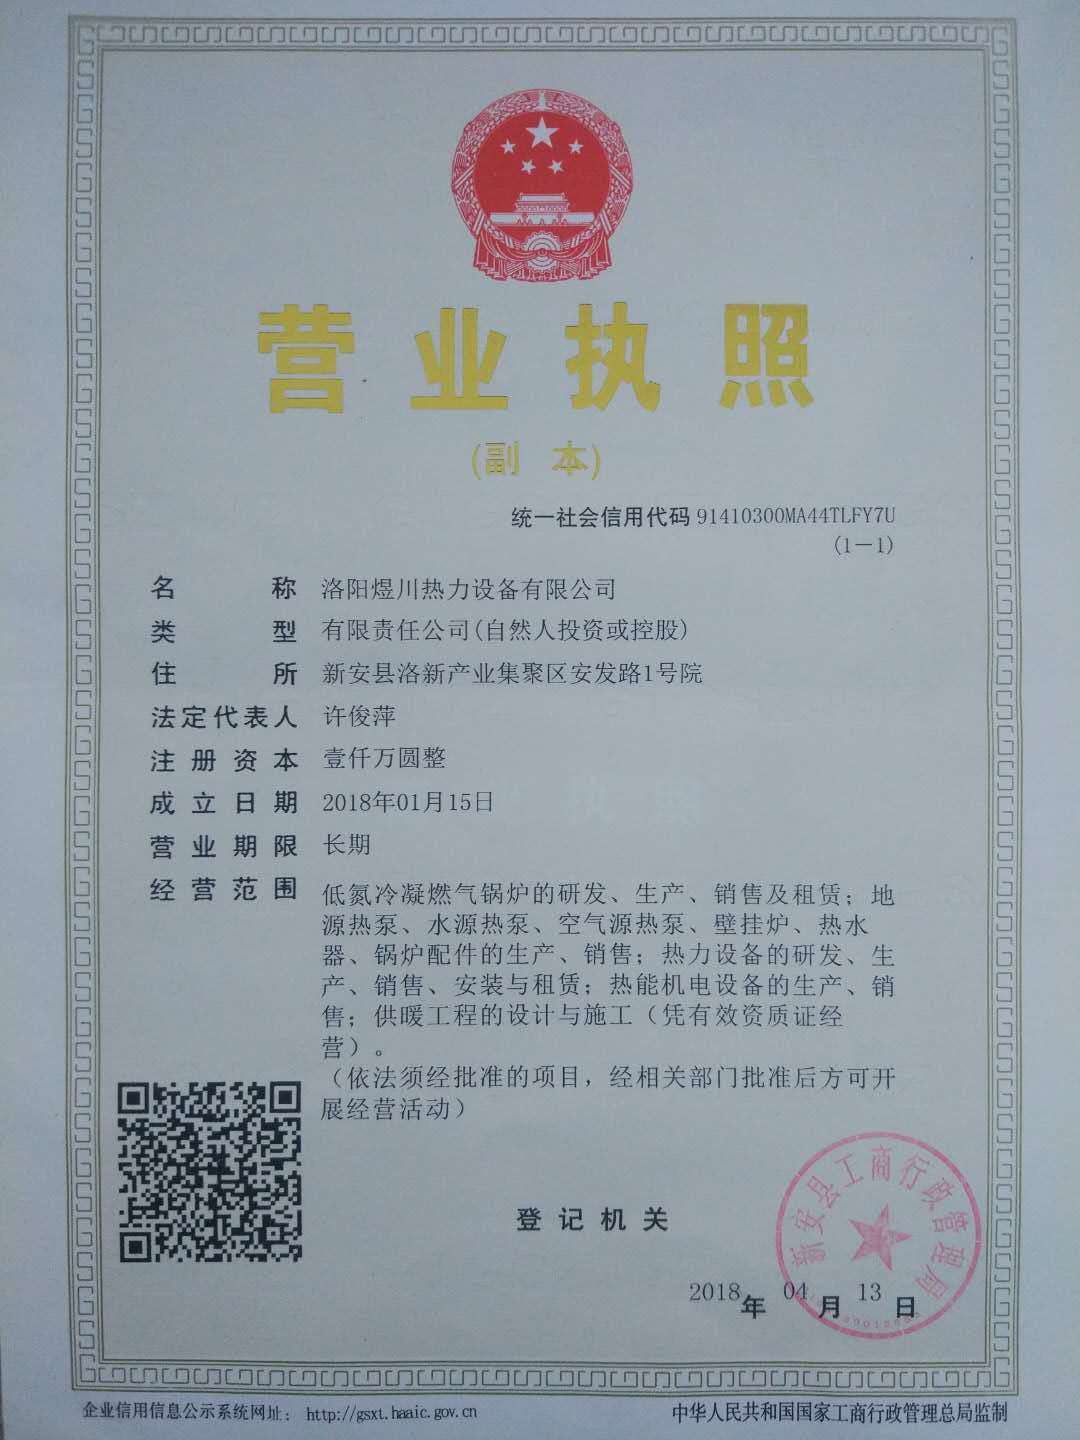 营业执照
(副 本)
统一社会信用代码 91410300MA44TLFY7U
(1-1)
名 称 洛阳煜川热力设备有限公司
类 型 有限责任公司(自然人投资或控股)
住 所 新安县洛新产业集聚区安发路1号院
法定代表人 许俊萍
注册资本 壹仟万圆整
成立日期 2018年01月15日
营业期限 长期
经营范围 低氮冷凝燃气锅炉的研发、生产、销售及租赁；地
源热泵、水源热泵、空气源热泵、壁挂炉、热水
器、锅炉配件的生产、销售；热力设备的研发、生
产、销售、安装与租赁；热能机电设备的生产、销
售；供暖工程的设计与施工（凭有效资质证经
营）。
（依法须经批准的项目，经相关部门批准后方可开
展经营活动）
登记机关
新安县工商行政管理局
2018年 04月 13日
企业信用信息公示系统网址： http://gsxt.haaic.gov.cn
中华人民共和国国家工商行政管理总局监制